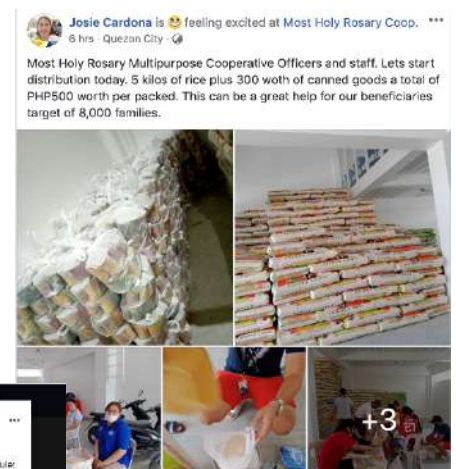 Josie Cardona is feeling excited at Most Holy Rosary Coop.
6 hrs · Quezon City ·
Most Holy Rosary Multipurpose Cooperative Officers and staff. Lets start
distribution today. 5 kilos of rice plus 300 woth of canned goods a total of
PHP500 worth per packed. This can be a great help for our beneficiaries
target of 8,000 families.
+3